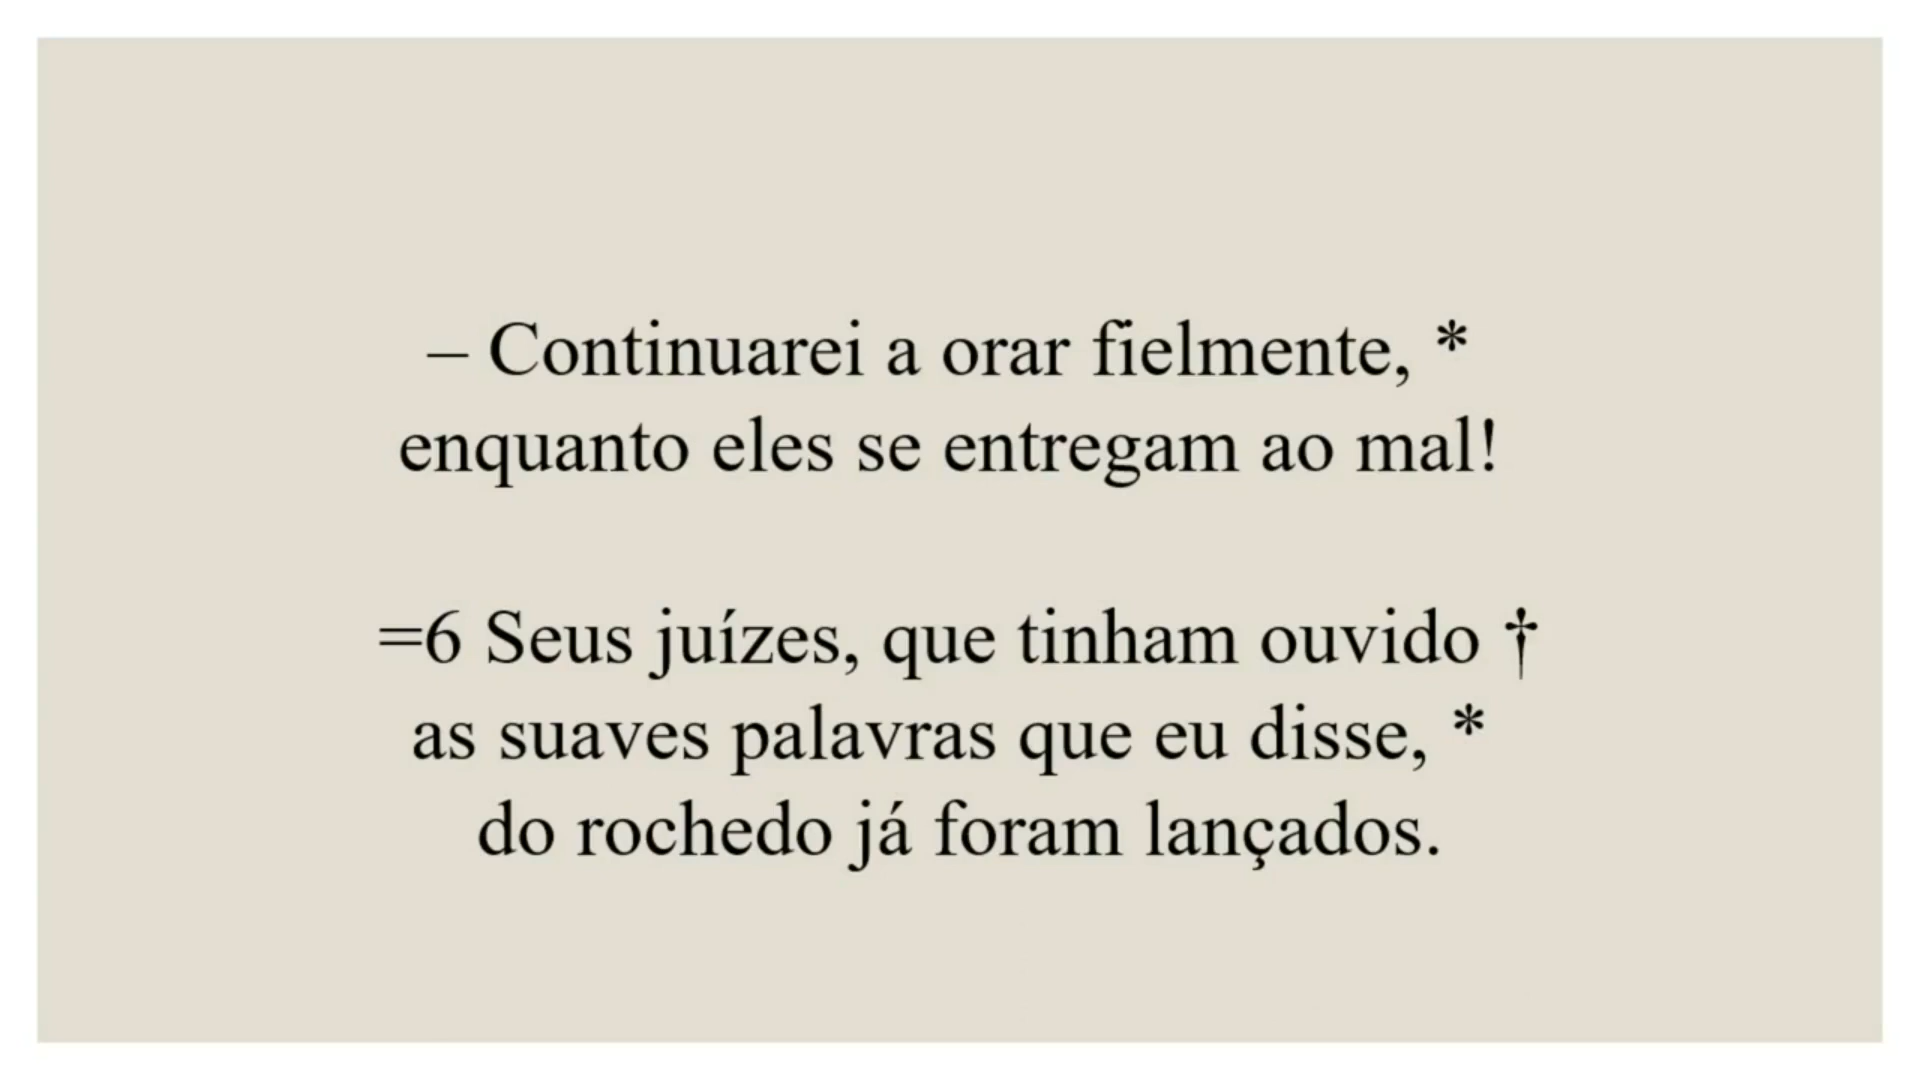 – Continuarei a orar fielmente, *
enquanto eles se entregam ao mal!
=6 Seus juízes, que tinham ouvido †
as suaves palavras que eu disse, *
do rochedo já foram lançados.